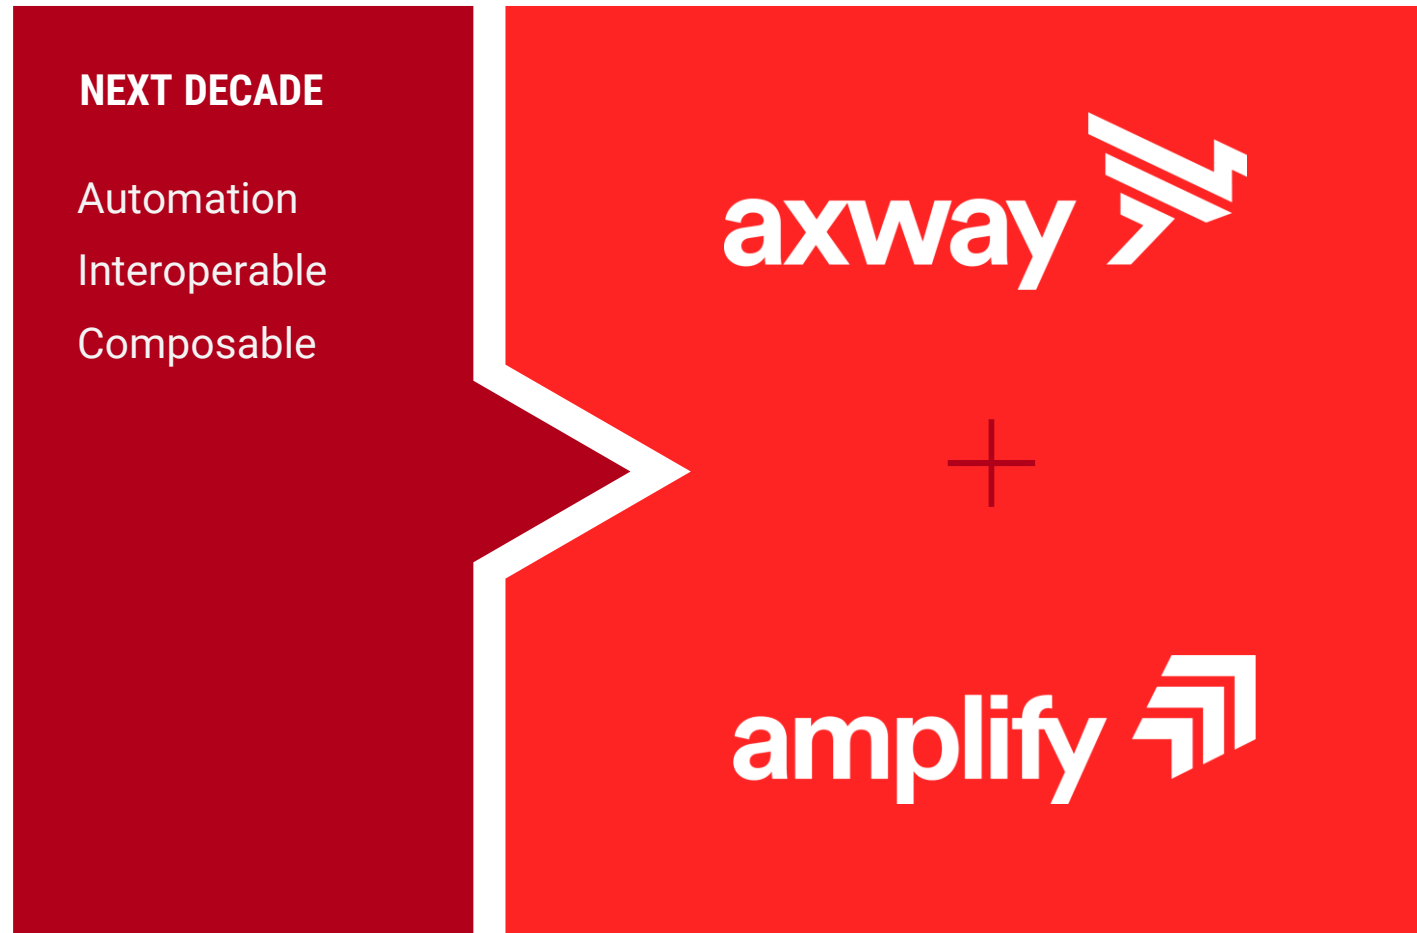 NEXT DECADE
Automation
Interoperable
Composable
axway
amplify